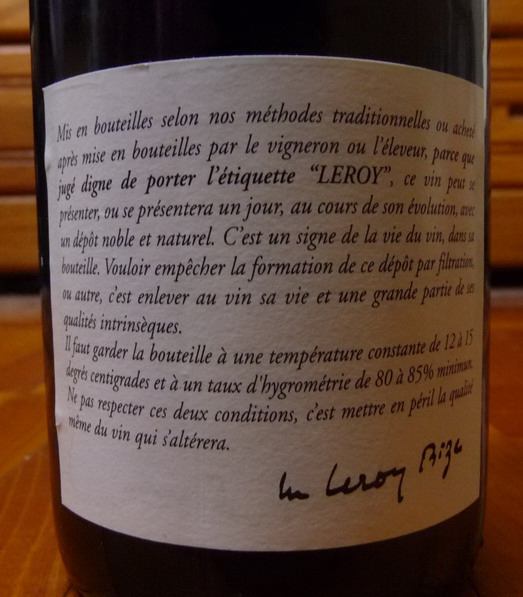 Mis en bouteilles selon nos méthodes traditionnelles ou acheté
après mise en bouteilles par le vigneron ou l'éleveur, parce que
jugé digne de porter l'étiquette "LEROY", ce vin peut se
présenter, ou se présentera un jour, au cours de son évolution, avec
un dépôt noble et naturel. C'est un signe de la vie du vin, dans sa
bouteille. Vouloir empêcher la formation de ce dépôt par filtration,
ou autre, c'est enlever au vin sa vie et une grande partie de ses
qualités intrinsèques.
Il faut garder la bouteille à une température constante de 12 à 15
degrés centigrades et à un taux d'hygrométrie de 80 à 85% minimum.
Ne pas respecter ces deux conditions, c'est mettre en péril la qualité
même du vin qui s'altérera.
Leroy Bize